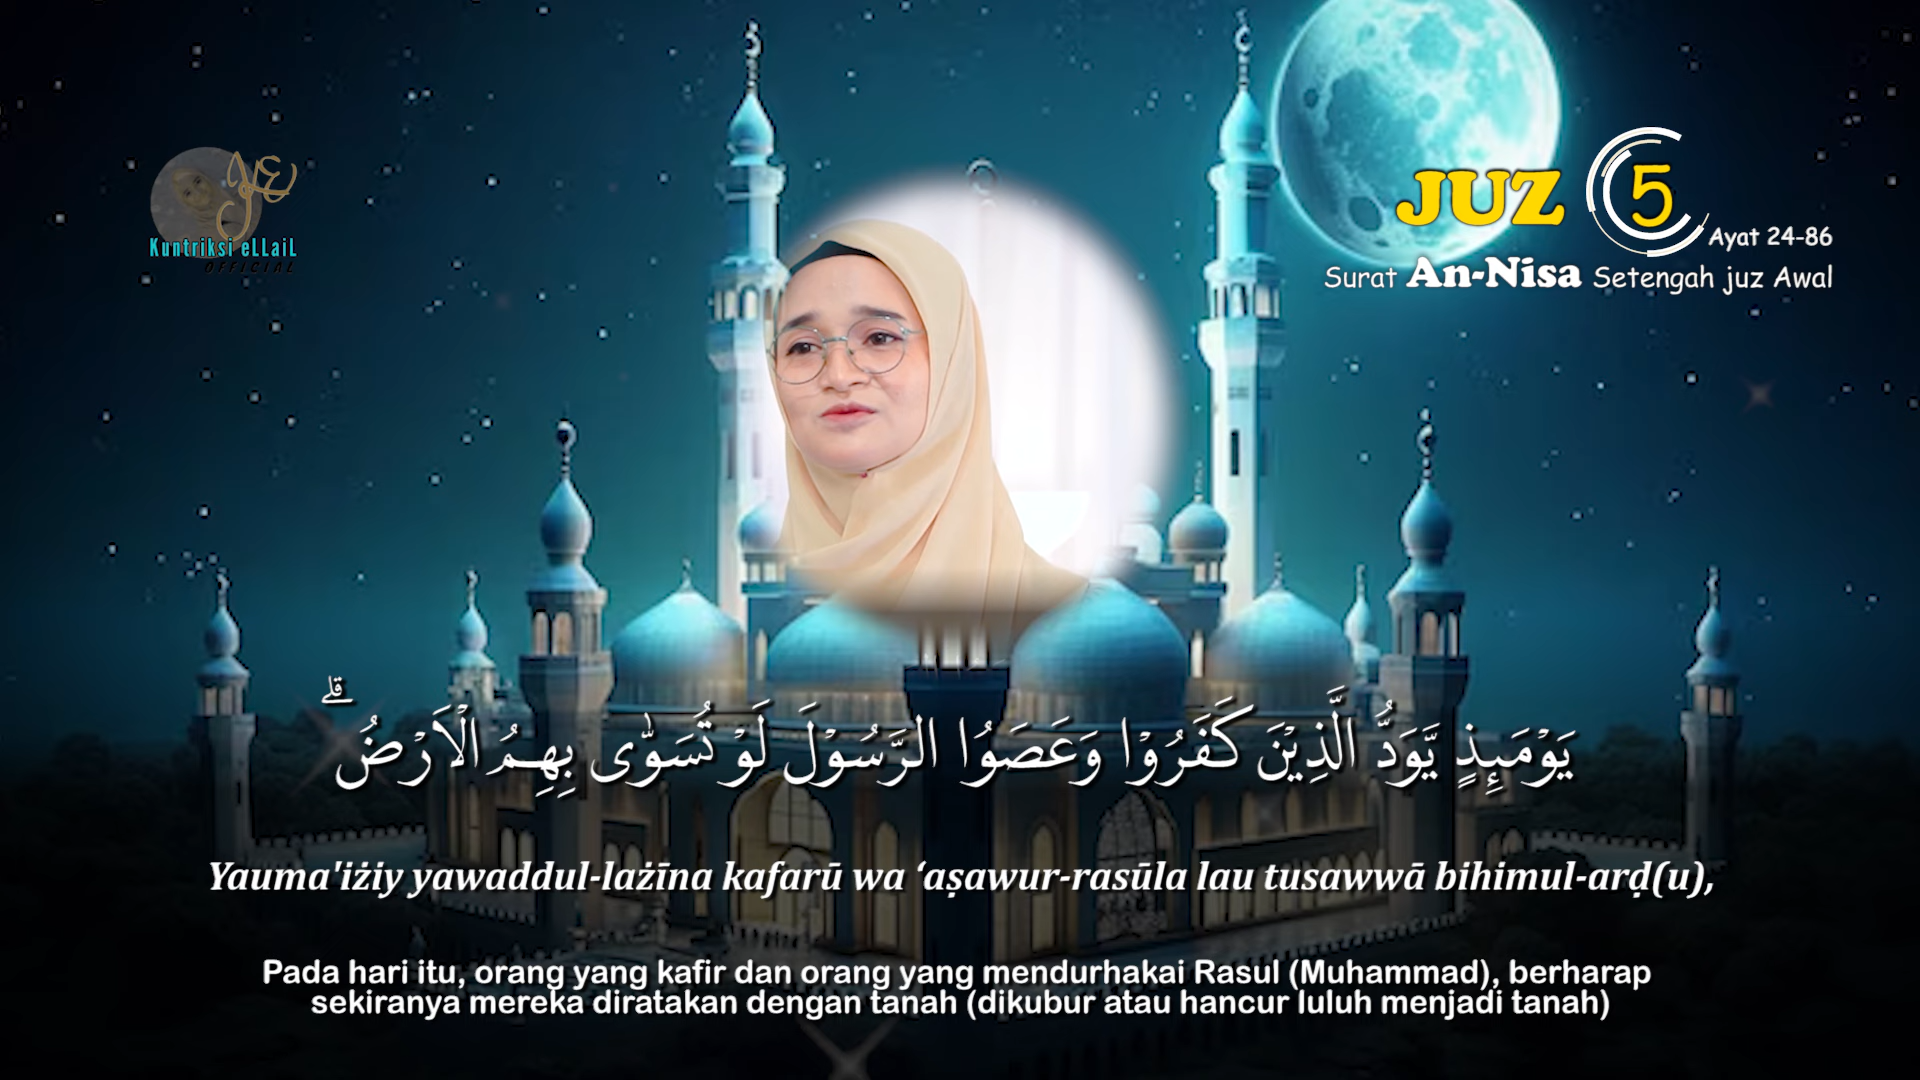 Kuntriksi eLLaiL
OFFICIAL
JUZ 5
Ayat 24-86
Surat An-Nisa Setengah juz Awal
يَوْمَىِٕذٍ يَّوَدُّ الَّذِيْنَ كَفَرُوْا وَعَصَوُا الرَّسُوْلَ لَوْ تُسَوّٰى بِهِمُ الْاَرْضُۗ
Yauma'iżiy yawaddul-lażīna kafarū wa ‘aṣawur-rasūla lau tusawwā bihimul-arḍ(u),
Pada hari itu, orang yang kafir dan orang yang mendurhakai Rasul (Muhammad), berharap
sekiranya mereka diratakan dengan tanah (dikubur atau hancur luluh menjadi tanah)